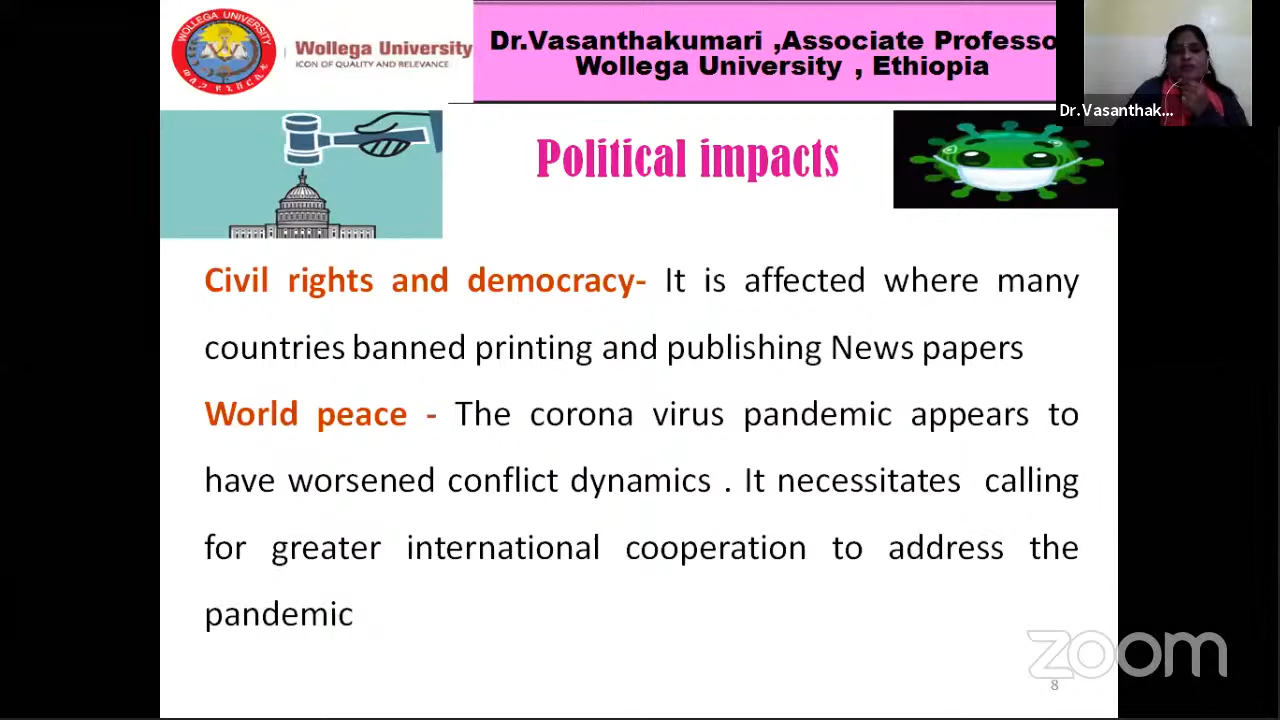 WOLLEGA UNIVERSITY
Wollega University
ICON OF QUALITY AND RELEVANCE
Dr.Vasanthakumari ,Associate Professo
Wollega University , Ethiopia
Dr.Vasanthak...
Political impacts
Civil rights and democracy- It is affected where many
countries banned printing and publishing News papers
World peace - The corona virus pandemic appears to
have worsened conflict dynamics . It necessitates calling
for greater international cooperation to address the
pandemic
zoom
8